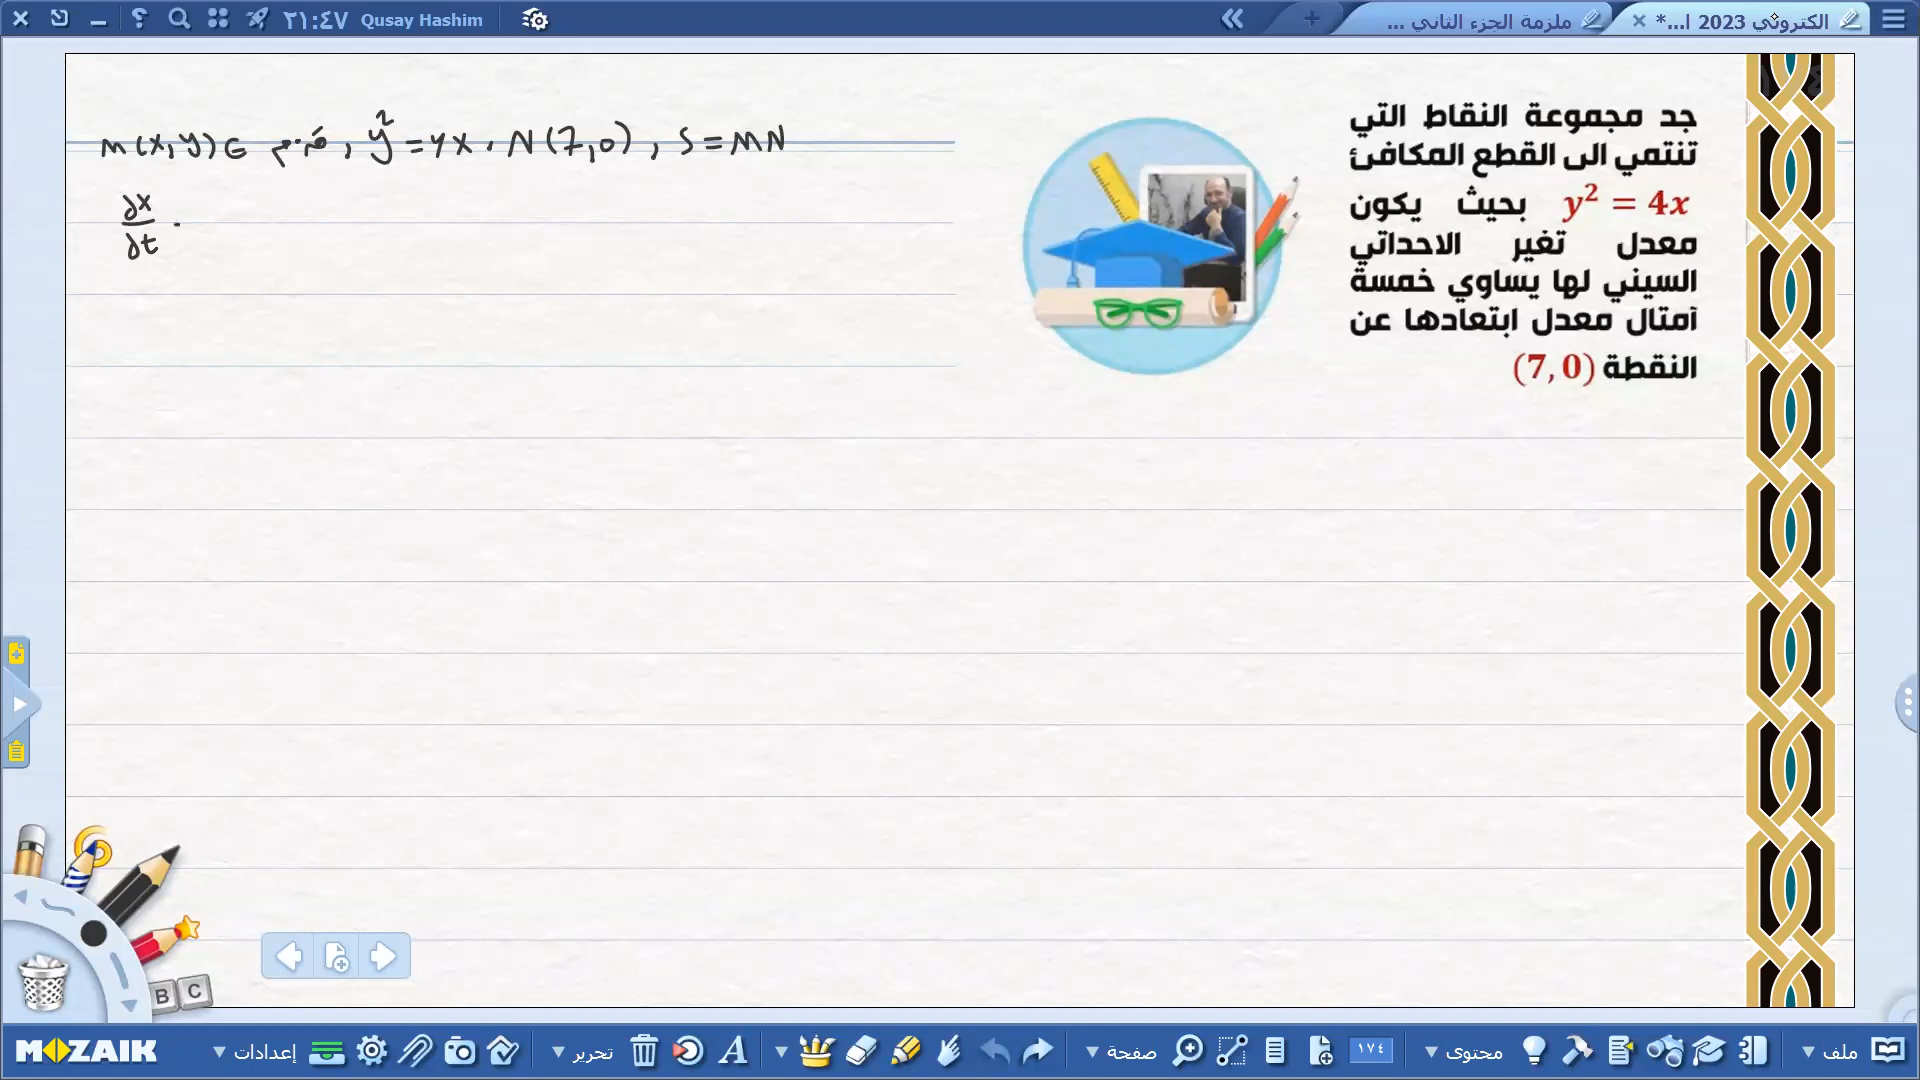 ٢١:٤٧ Qusay Hashim
ملزمة الجزء الثاني ...
الكتروني 2023 ا...*
m(x,y)∈ , y² = 4x . N(7,0) , S = MN
∂x/∂t
جد مجموعة النقاط التي
تنتمي الى القطع المكافئ
y² = 4x بحيث يكون
معدل تغير الاحداثي
السيني لها يساوي خمسة
أمثال معدل ابتعادها عن
النقطة (7, 0)
B C
MOZAIK
إعدادات
تحرير
صفحة
١٧٤
محتوى
ملف